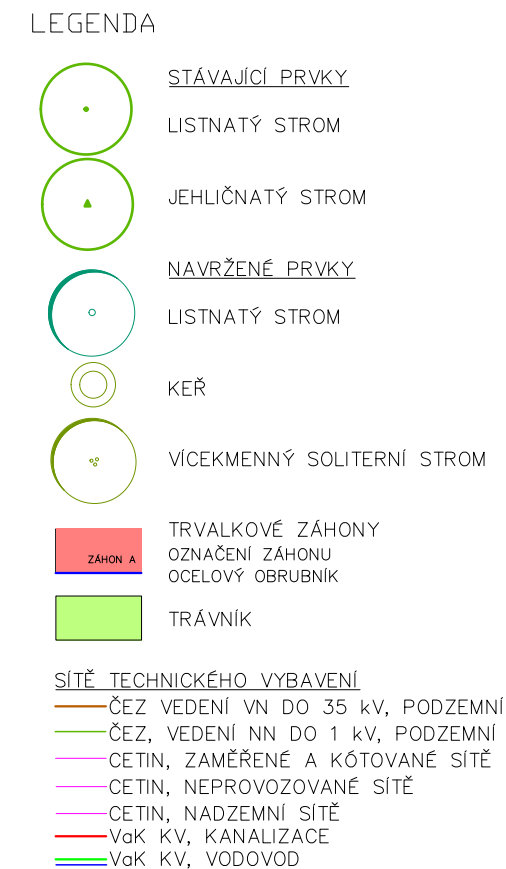 LEGENDA
STÁVAJÍCÍ PRVKY
LISTNATÝ STROM
JEHLIČNATÝ STROM
NAVRŽENÉ PRVKY
LISTNATÝ STROM
KEŘ
VÍCEKMENNÝ SOLITERNÍ STROM
TRVALKOVÉ ZÁHONY
ZÁHON A
OZNAČENÍ ZÁHONU
OCELOVÝ OBRUBNÍK
TRÁVNÍK
SÍTĚ TECHNICKÉHO VYBAVENÍ
ČEZ VEDENÍ VN DO 35 kV, PODZEMNÍ
ČEZ, VEDENÍ NN DO 1 kV, PODZEMNÍ
CETIN, ZAMĚŘENÉ A KÓTOVANÉ SÍTĚ
CETIN, NEPROVOZOVANÉ SÍTĚ
CETIN, NADZEMNÍ SÍTĚ
VaK KV, KANALIZACE
VaK KV, VODOVOD